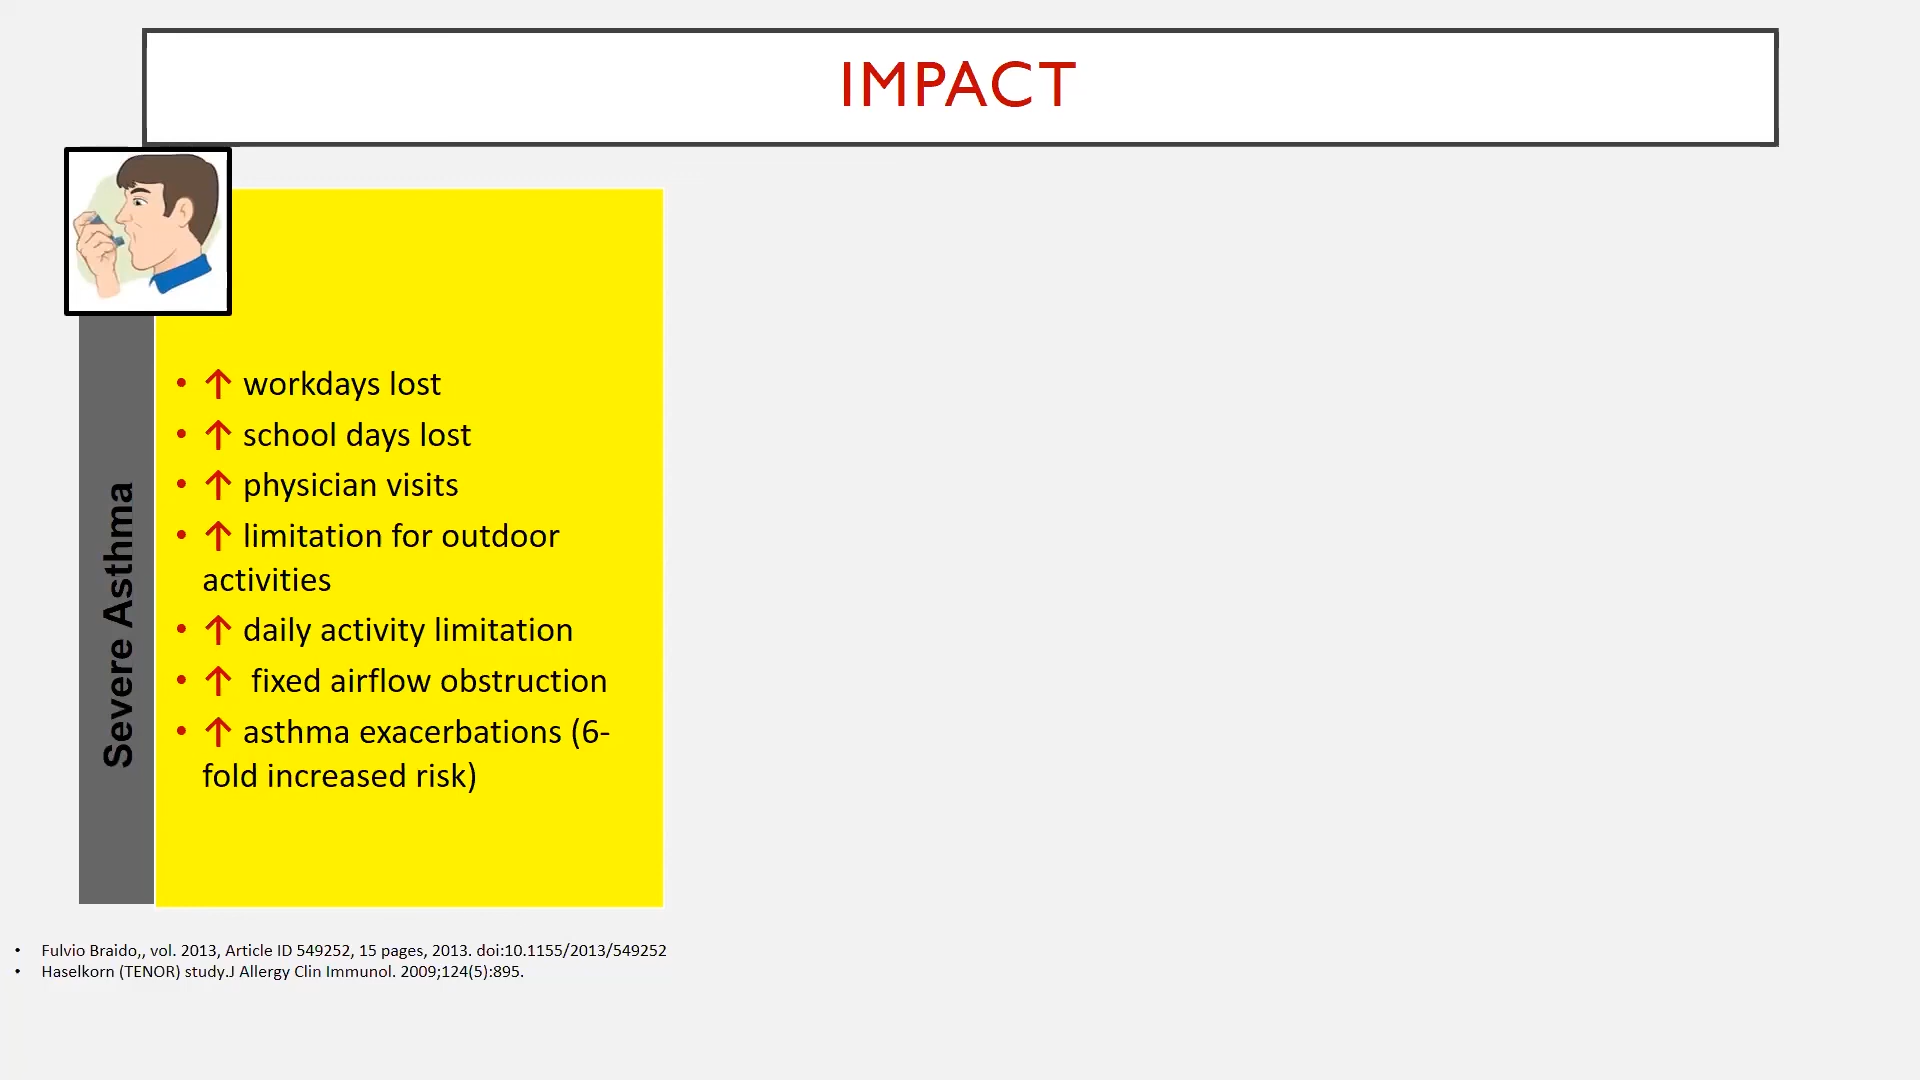 IMPACT
Severe Asthma
• ↑ workdays lost
• ↑ school days lost
• ↑ physician visits
• ↑ limitation for outdoor
activities
• ↑ daily activity limitation
• ↑ fixed airflow obstruction
• ↑ asthma exacerbations (6-
fold increased risk)
• Fulvio Braido,, vol. 2013, Article ID 549252, 15 pages, 2013. doi:10.1155/2013/549252
• Haselkorn (TENOR) study.J Allergy Clin Immunol. 2009;124(5):895.